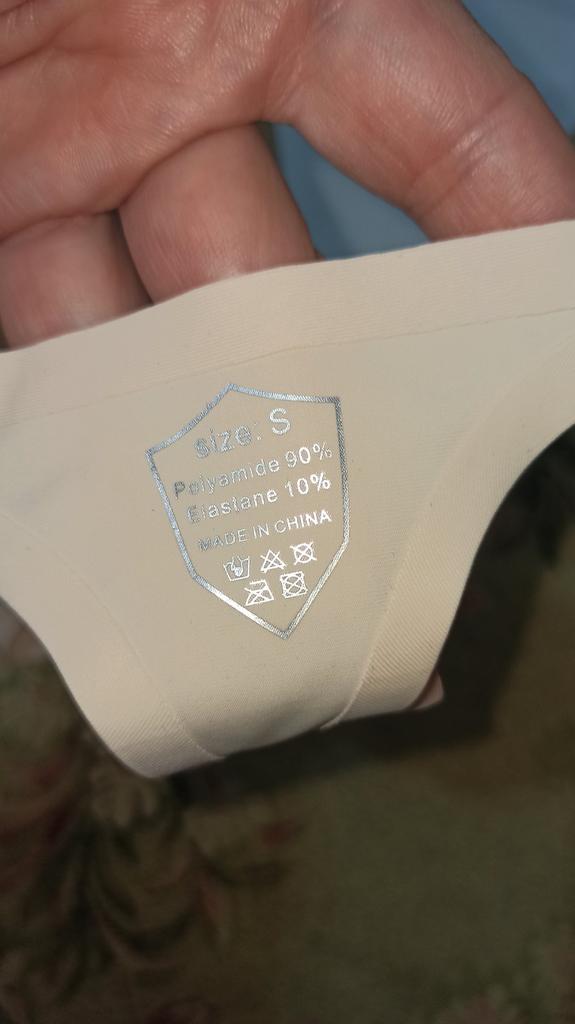 size: S
Polyamide 90%
Elastane 10%
MADE IN CHINA